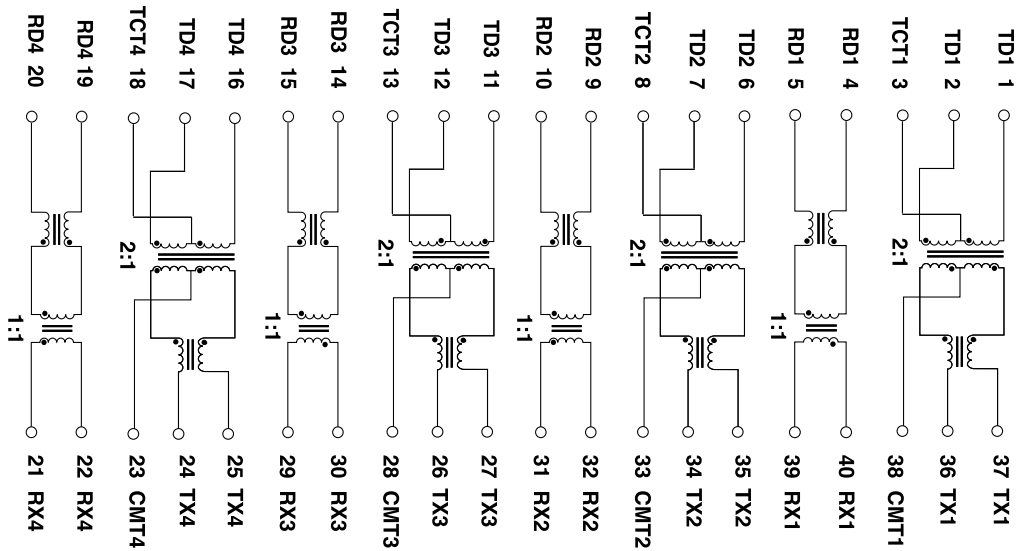 TD1 1
37 TX1
TD1 2
36 TX1
TCT1 3
2:1
38 CMT1
RD1 4
40 RX1
RD1 5
39 RX1
1:1
TD2 6
35 TX2
TD2 7
34 TX2
TCT2 8
2:1
33 CMT2
RD2 9
32 RX2
RD2 10
31 RX2
1:1
TD3 11
27 TX3
TD3 12
26 TX3
TCT3 13
2:1
28 CMT3
RD3 14
30 RX3
RD3 15
29 RX3
1:1
TD4 16
25 TX4
TD4 17
24 TX4
TCT4 18
2:1
23 CMT4
RD4 19
22 RX4
RD4 20
21 RX4
1:1